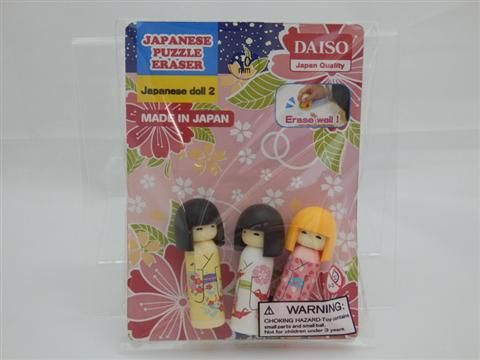 JAPANESE
PUZZLE
ERASER
Japanese doll 2
MADE IN JAPAN
DAISO
Japan Quality
Erase well !
WARNING:
CHOKING HAZARD-Toy contains
small parts and small ball.
Not for children under 3 years.